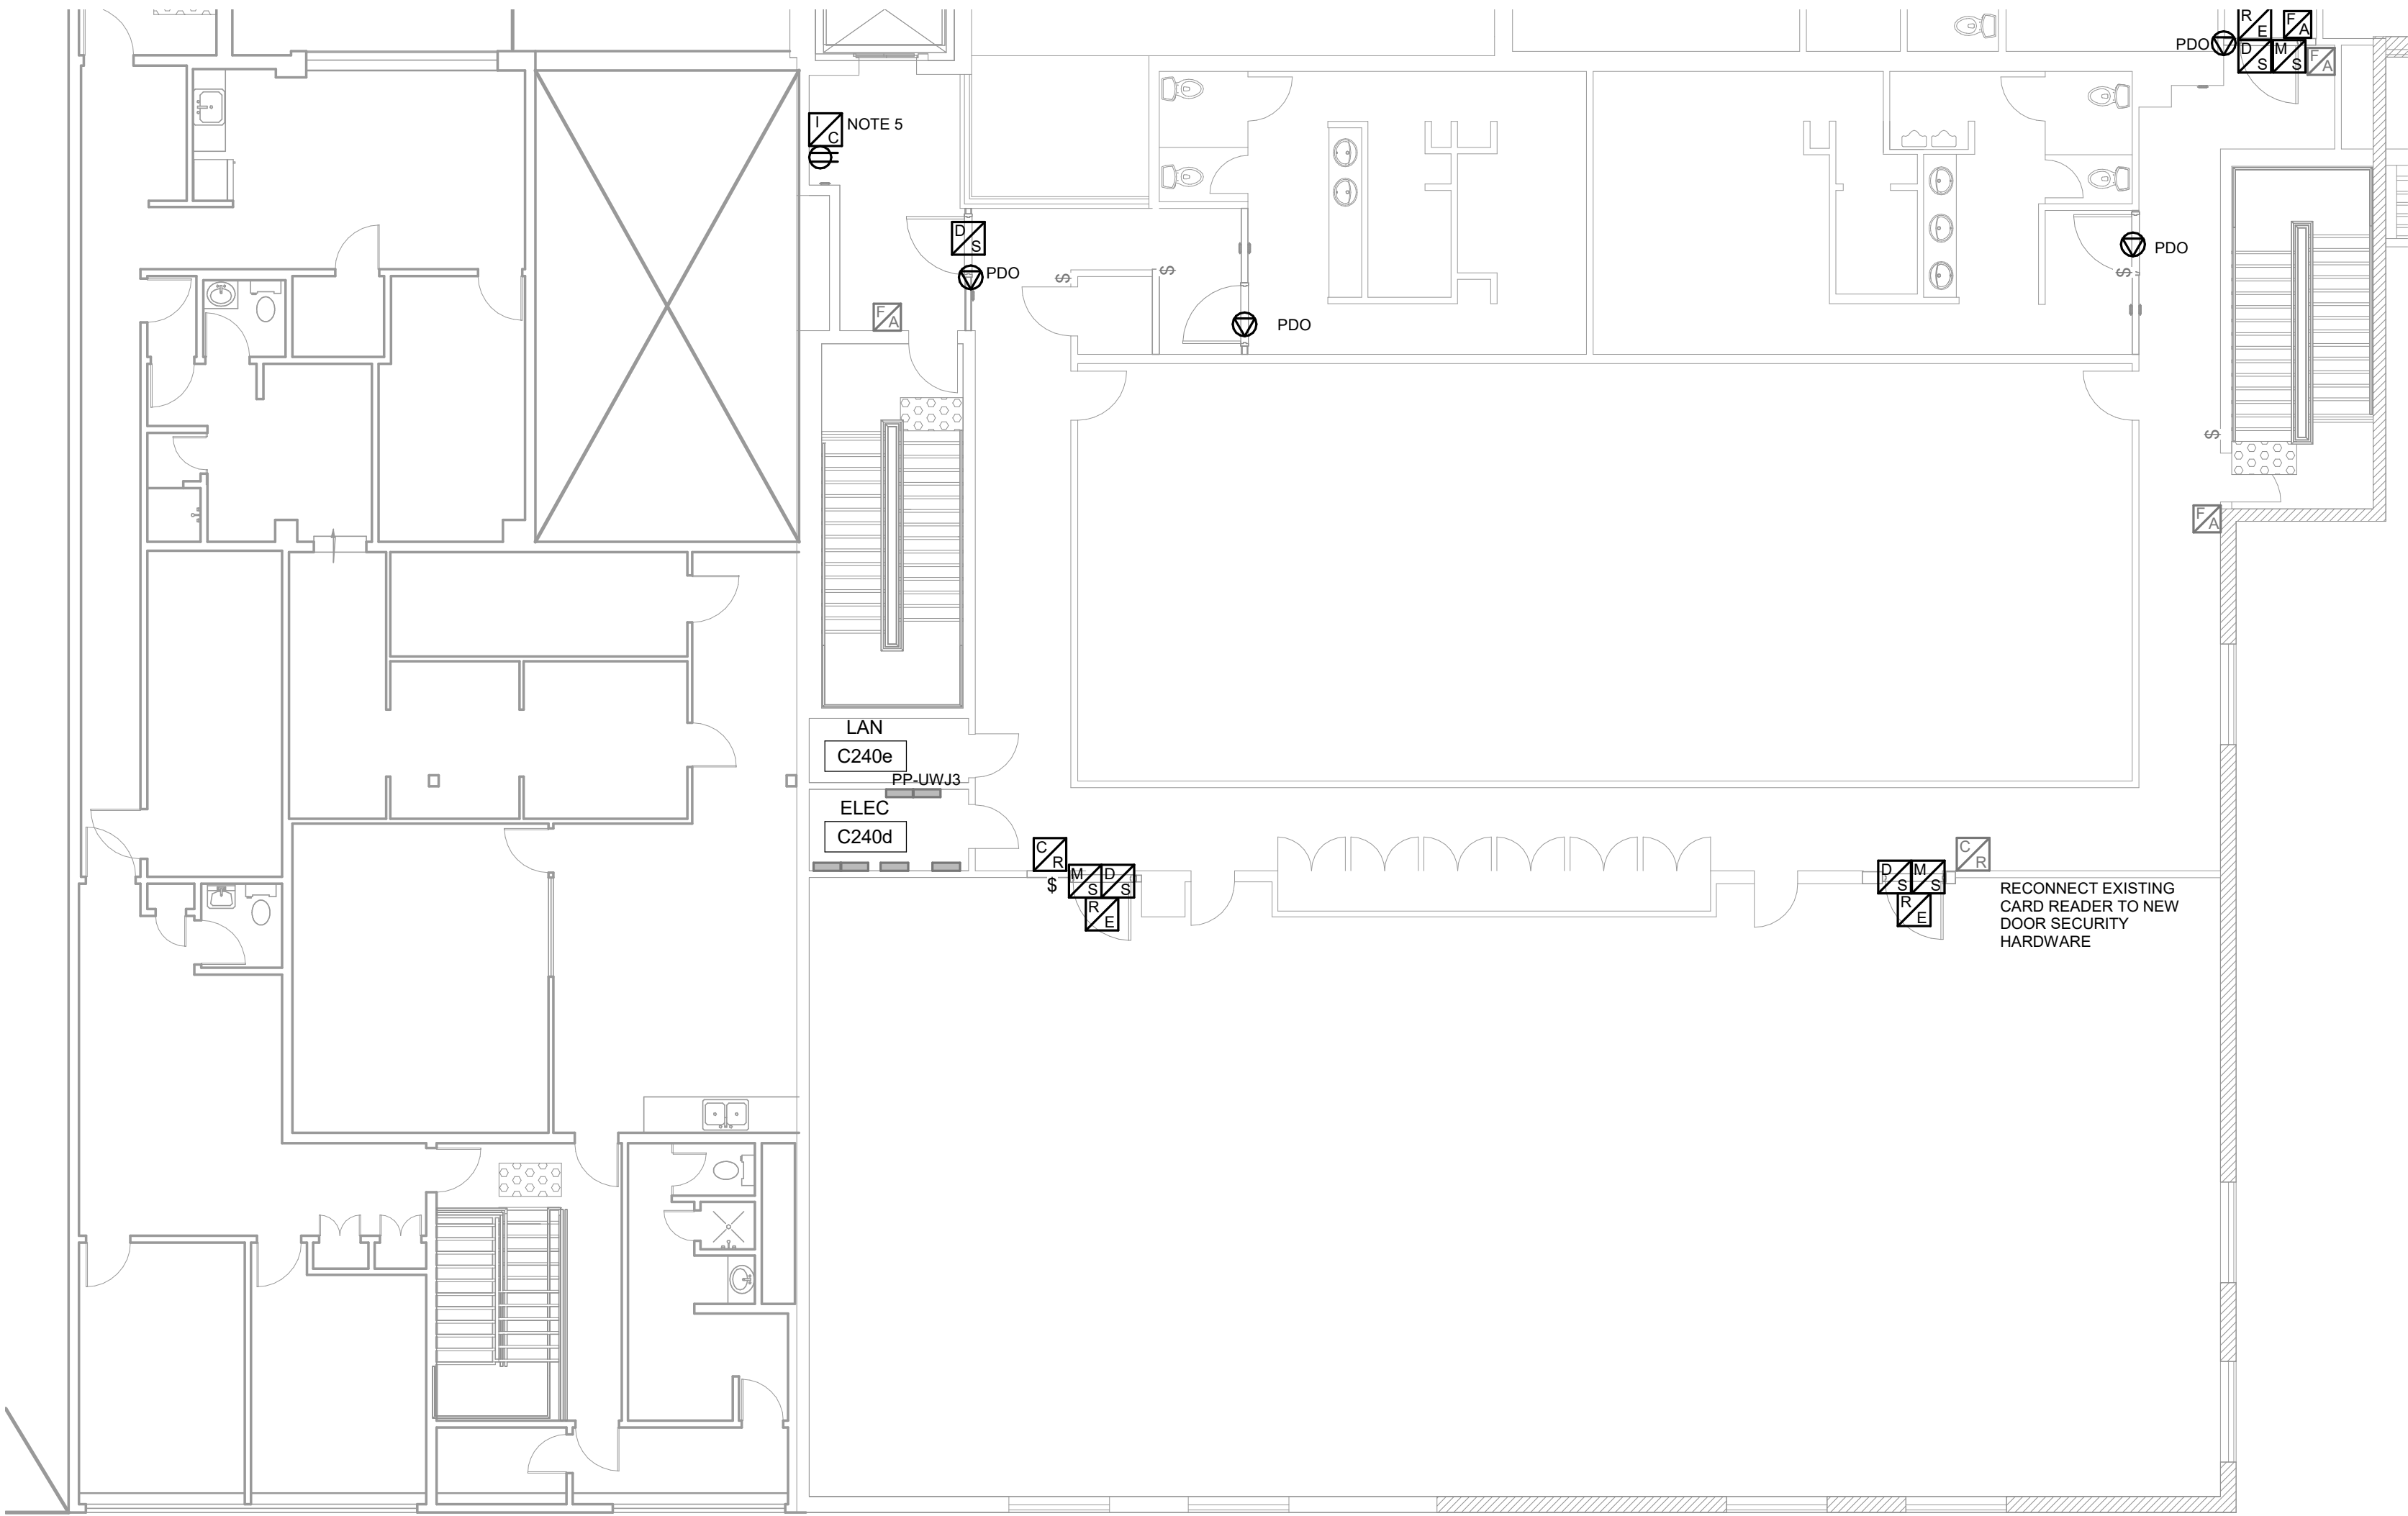 R E
F A
PDO
D S
M S
F A
I C
NOTE 5
D S
PDO
$
$
F A
PDO
PDO
$
$
F A
LAN
C240e
PP-UWJ3
ELEC
C240d
C R
$
M S
D S
R E
D S
M S
R E
C R
RECONNECT EXISTING
CARD READER TO NEW
DOOR SECURITY
HARDWARE